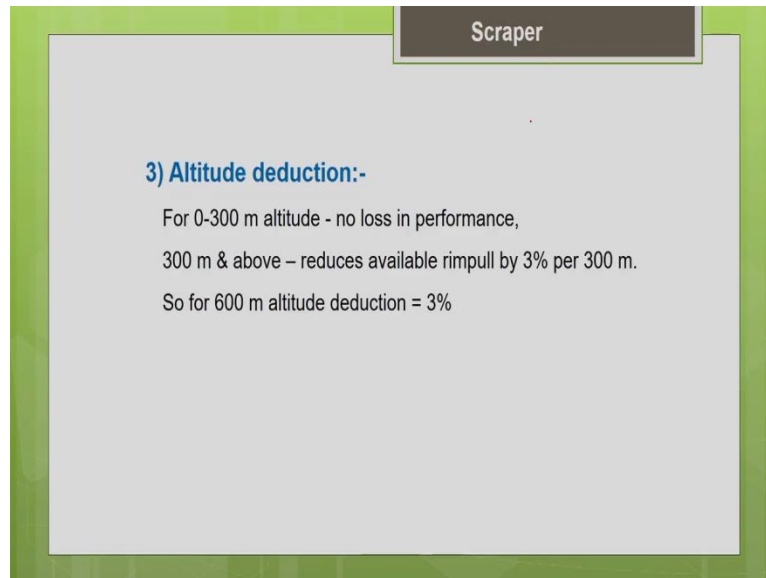 Scraper
3) Altitude deduction:-
For 0-300 m altitude - no loss in performance,
300 m & above – reduces available rimpull by 3% per 300 m.
So for 600 m altitude deduction = 3%